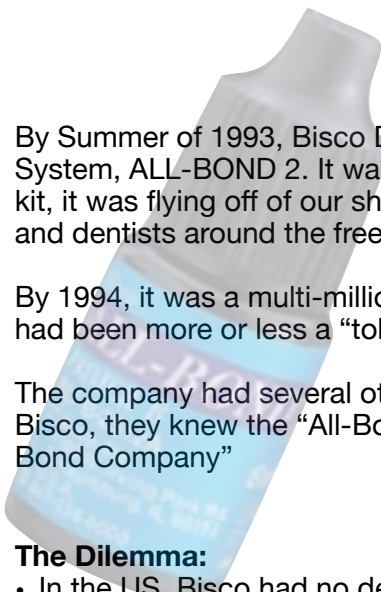 By Summer of 1993, Bisco D
System, ALL-BOND 2. It wa
kit, it was flying off of our sh
and dentists around the free
By 1994, it was a multi-millio
had been more or less a “tol
The company had several ot
Bisco, they knew the “All-Bo
Bond Company”
The Dilemma:
• In the US, Bisco had no de
ALL-BOND